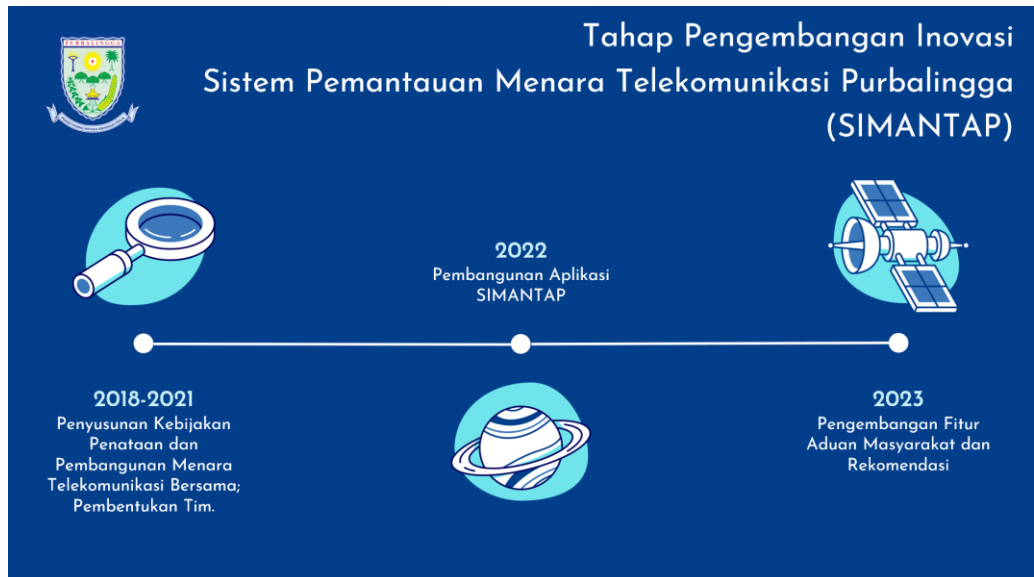 PURBALINGGA
Tahap Pengembangan Inovasi
Sistem Pemantauan Menara Telekomunikasi Purbalingga
(SIMANTAP)
2022
Pembangunan Aplikasi
SIMANTAP
2018-2021
Penyusunan Kebijakan
Penataan dan
Pembangunan Menara
Telekomunikasi Bersama;
Pembentukan Tim.
2023
Pengembangan Fitur
Aduan Masyarakat dan
Rekomendasi